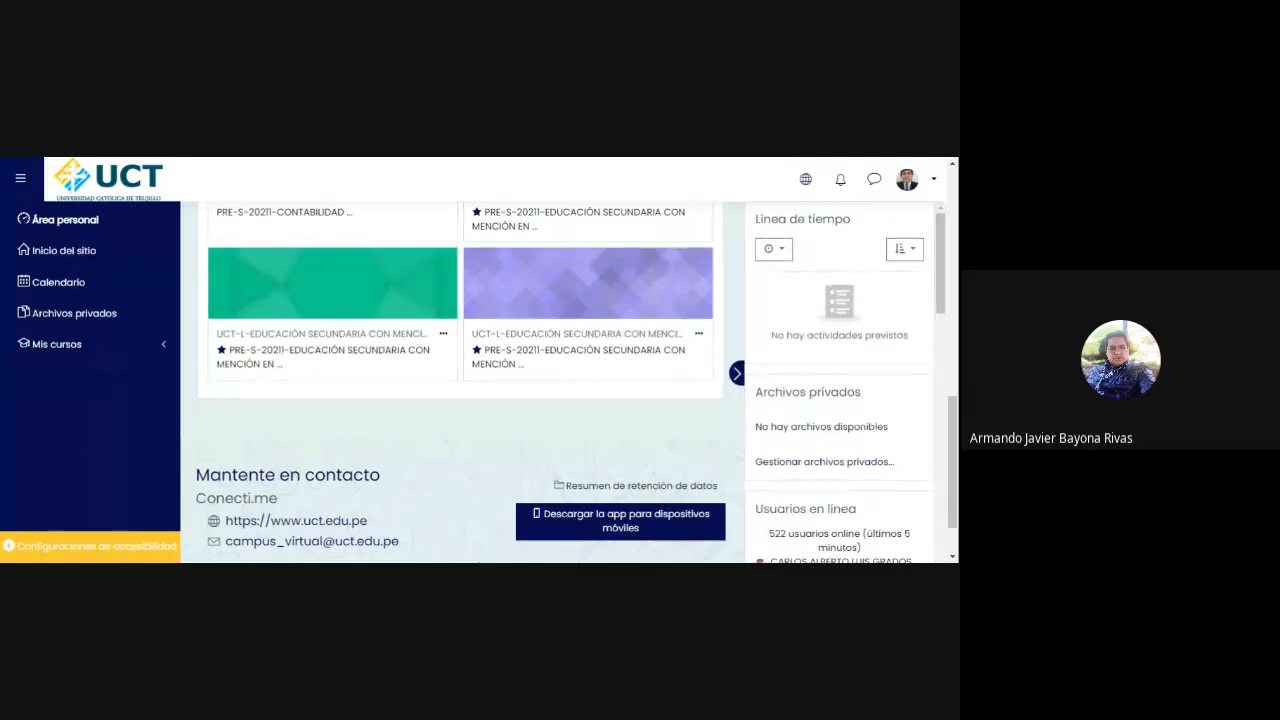 UCT
UNIVERSIDAD CATÓLICA DE TRUJILLO
Área personal
Inicio del sitio
Calendario
Archivos privados
Mis cursos
Configuraciones de accesibilidad
PRE-S-20211-CONTABILIDAD ...
PRE-S-20211-EDUCACIÓN SECUNDARIA CON
MENCIÓN EN ...
UCT-L-EDUCACIÓN SECUNDARIA CON MENCI...
PRE-S-20211-EDUCACIÓN SECUNDARIA CON
MENCIÓN EN ...
UCT-L-EDUCACIÓN SECUNDARIA CON MENCI...
PRE-S-20211-EDUCACIÓN SECUNDARIA CON
MENCIÓN ...
Mantente en contacto
Conecti.me
https://www.uct.edu.pe
campus_virtual@uct.edu.pe
Resumen de retención de datos
Descargar la app para dispositivos
móviles
Línea de tiempo
No hay actividades previstos
Archivos privados
No hay archivos disponibles
Gestionar archivos privados...
Usuarios en línea
522 usuarios online (últimos 5
minutos)
CARLOS ALBERTO LUIS GRADOS
Armando Javier Bayona Rivas